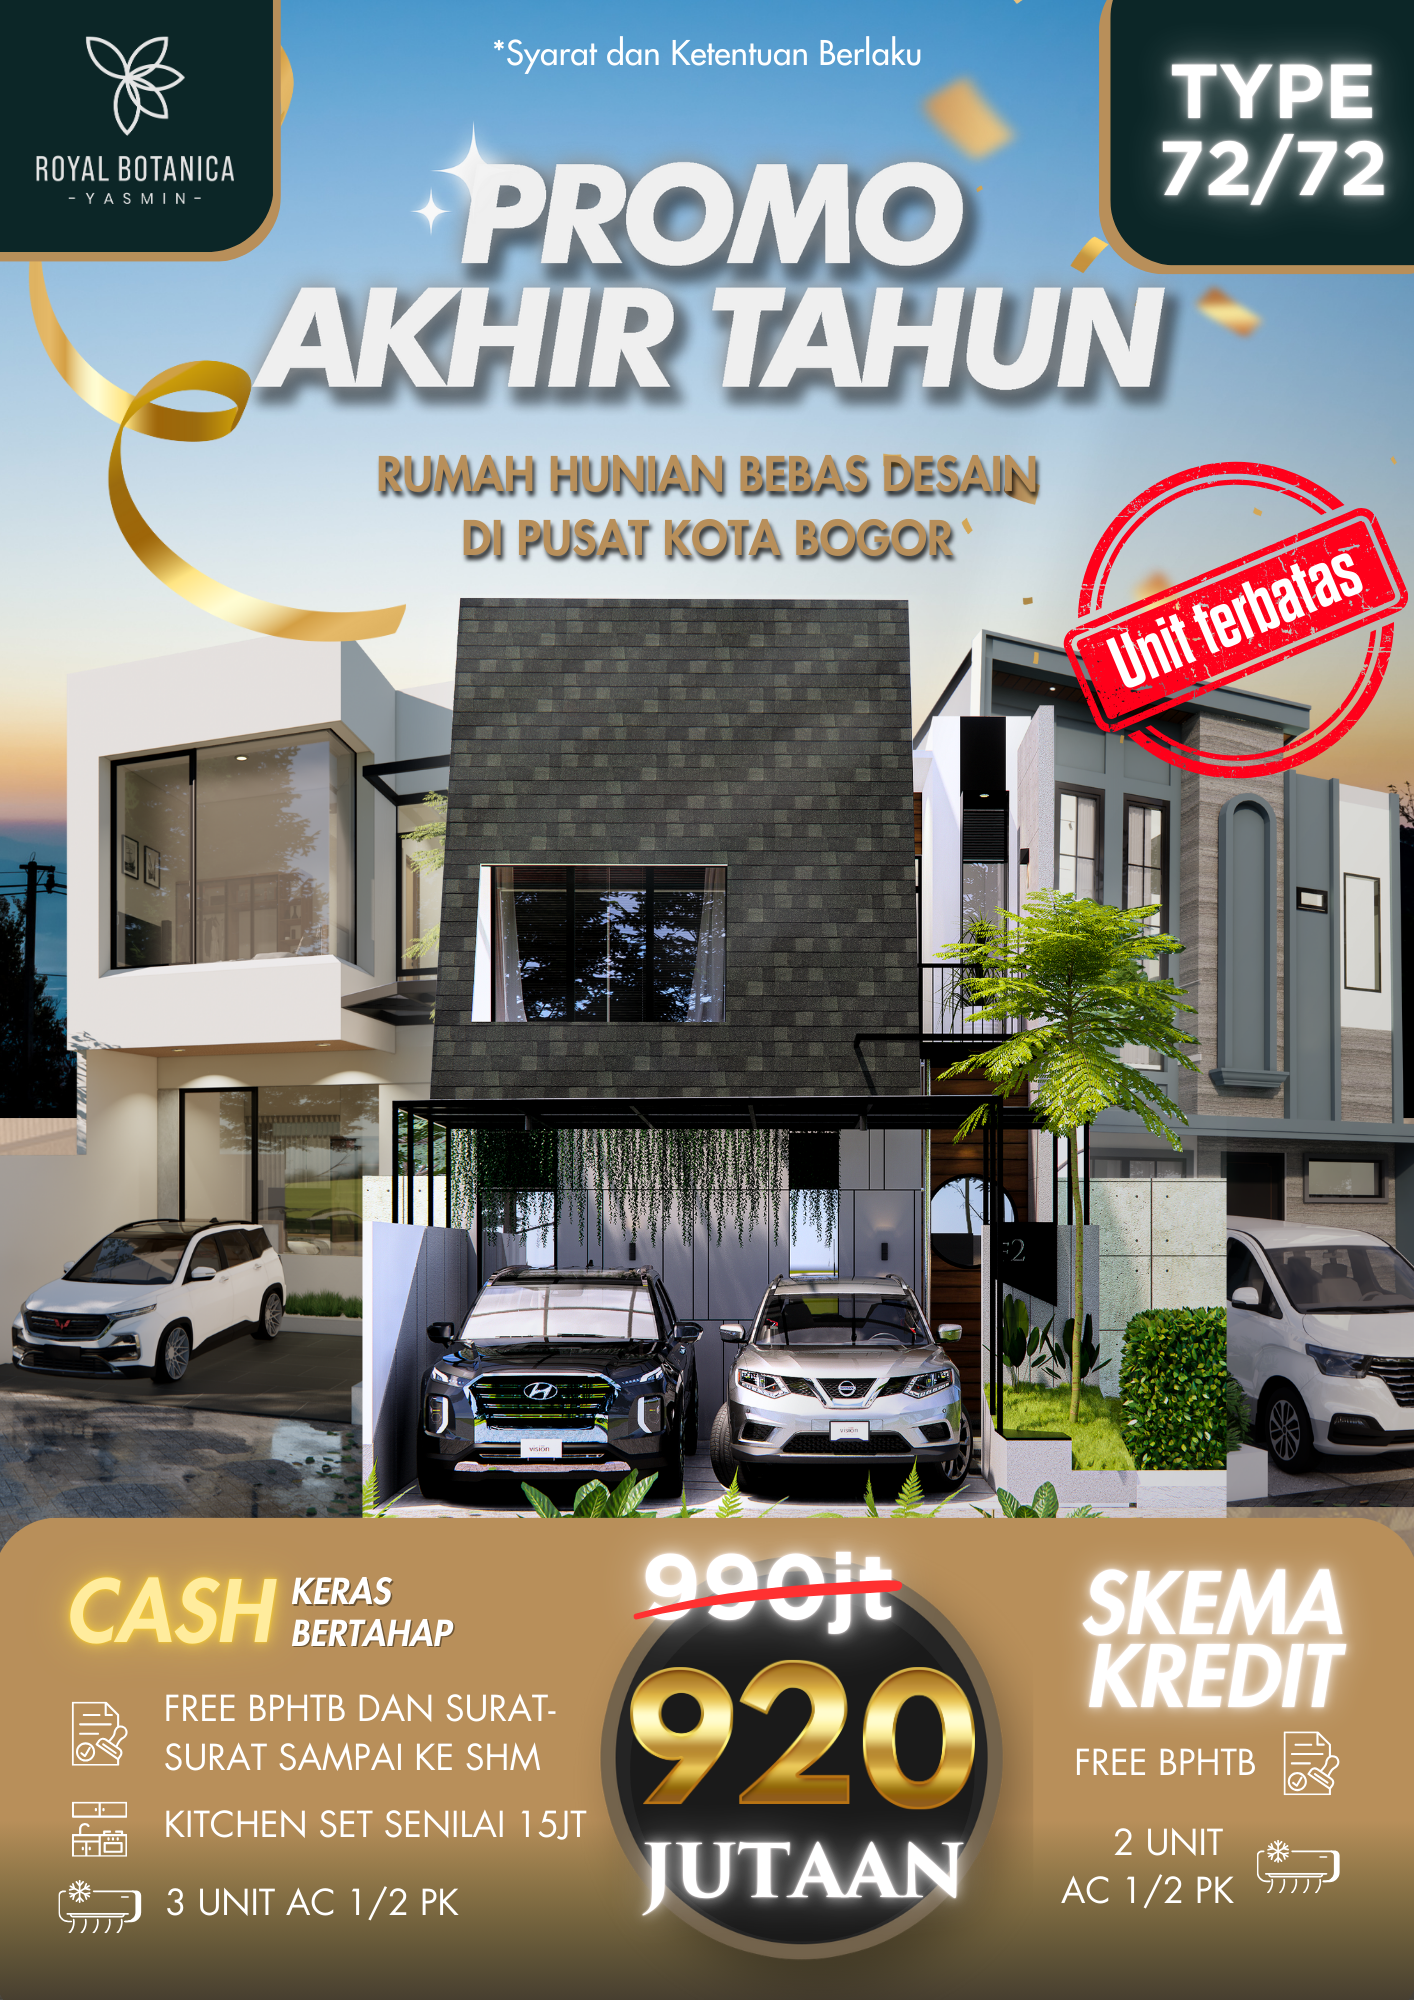 *Syarat dan Ketentuan Berlaku
ROYAL BOTANICA
- YASMIN -
TYPE
72/72
PROMO
AKHIR TAHUN
RUMAH HUNIAN BEBAS DESAIN
DI PUSAT KOTA BOGOR
Unit terbatas
vision
vision
CASH KERAS
BERTAHAP
FREE BPHTB DAN SURAT-
SURAT SAMPAI KE SHM
KITCHEN SET SENILAI 15JT
3 UNIT AC 1/2 PK
990jt
920
JUTAAN
SKEMA
KREDIT
FREE BPHTB
2 UNIT
AC 1/2 PK